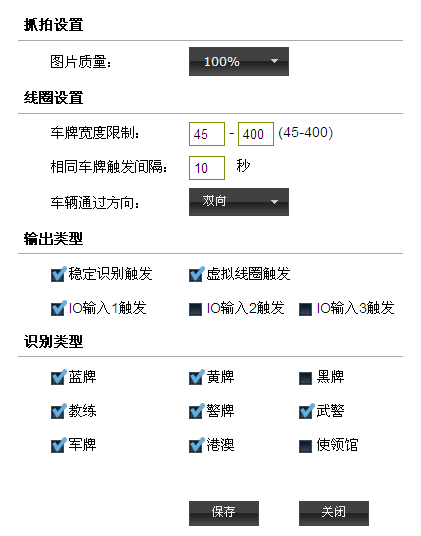 抓拍设置
图片质量： 100%
线圈设置
车牌宽度限制： 45 - 400 (45-400)
相同车牌触发间隔： 10 秒
车辆通过方向： 双向
输出类型
稳定识别触发 虚拟线圈触发
IO输入1触发 IO输入2触发 IO输入3触发
识别类型
蓝牌 黄牌 黑牌
教练 警牌 武警
军牌 港澳 使领馆
保存 关闭